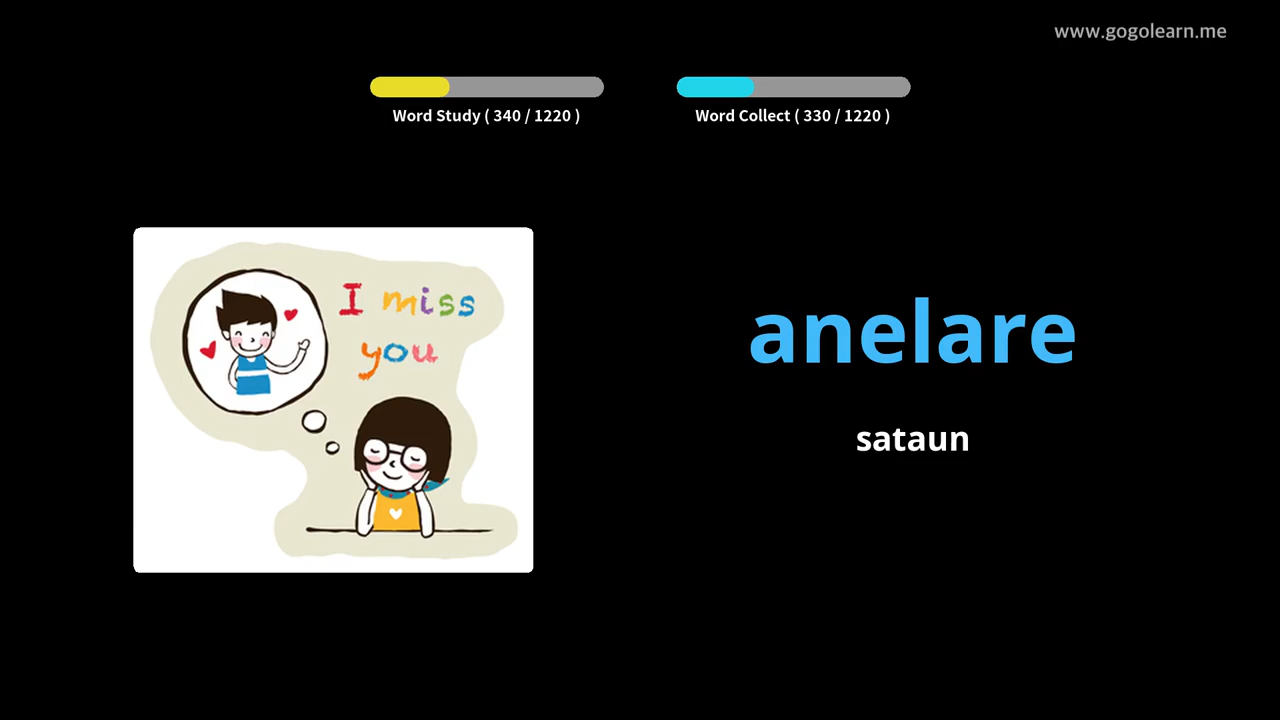 www.gogolearn.me
Word Study ( 340 / 1220 )
Word Collect ( 330 / 1220 )
I miss
you
anelare
sataun